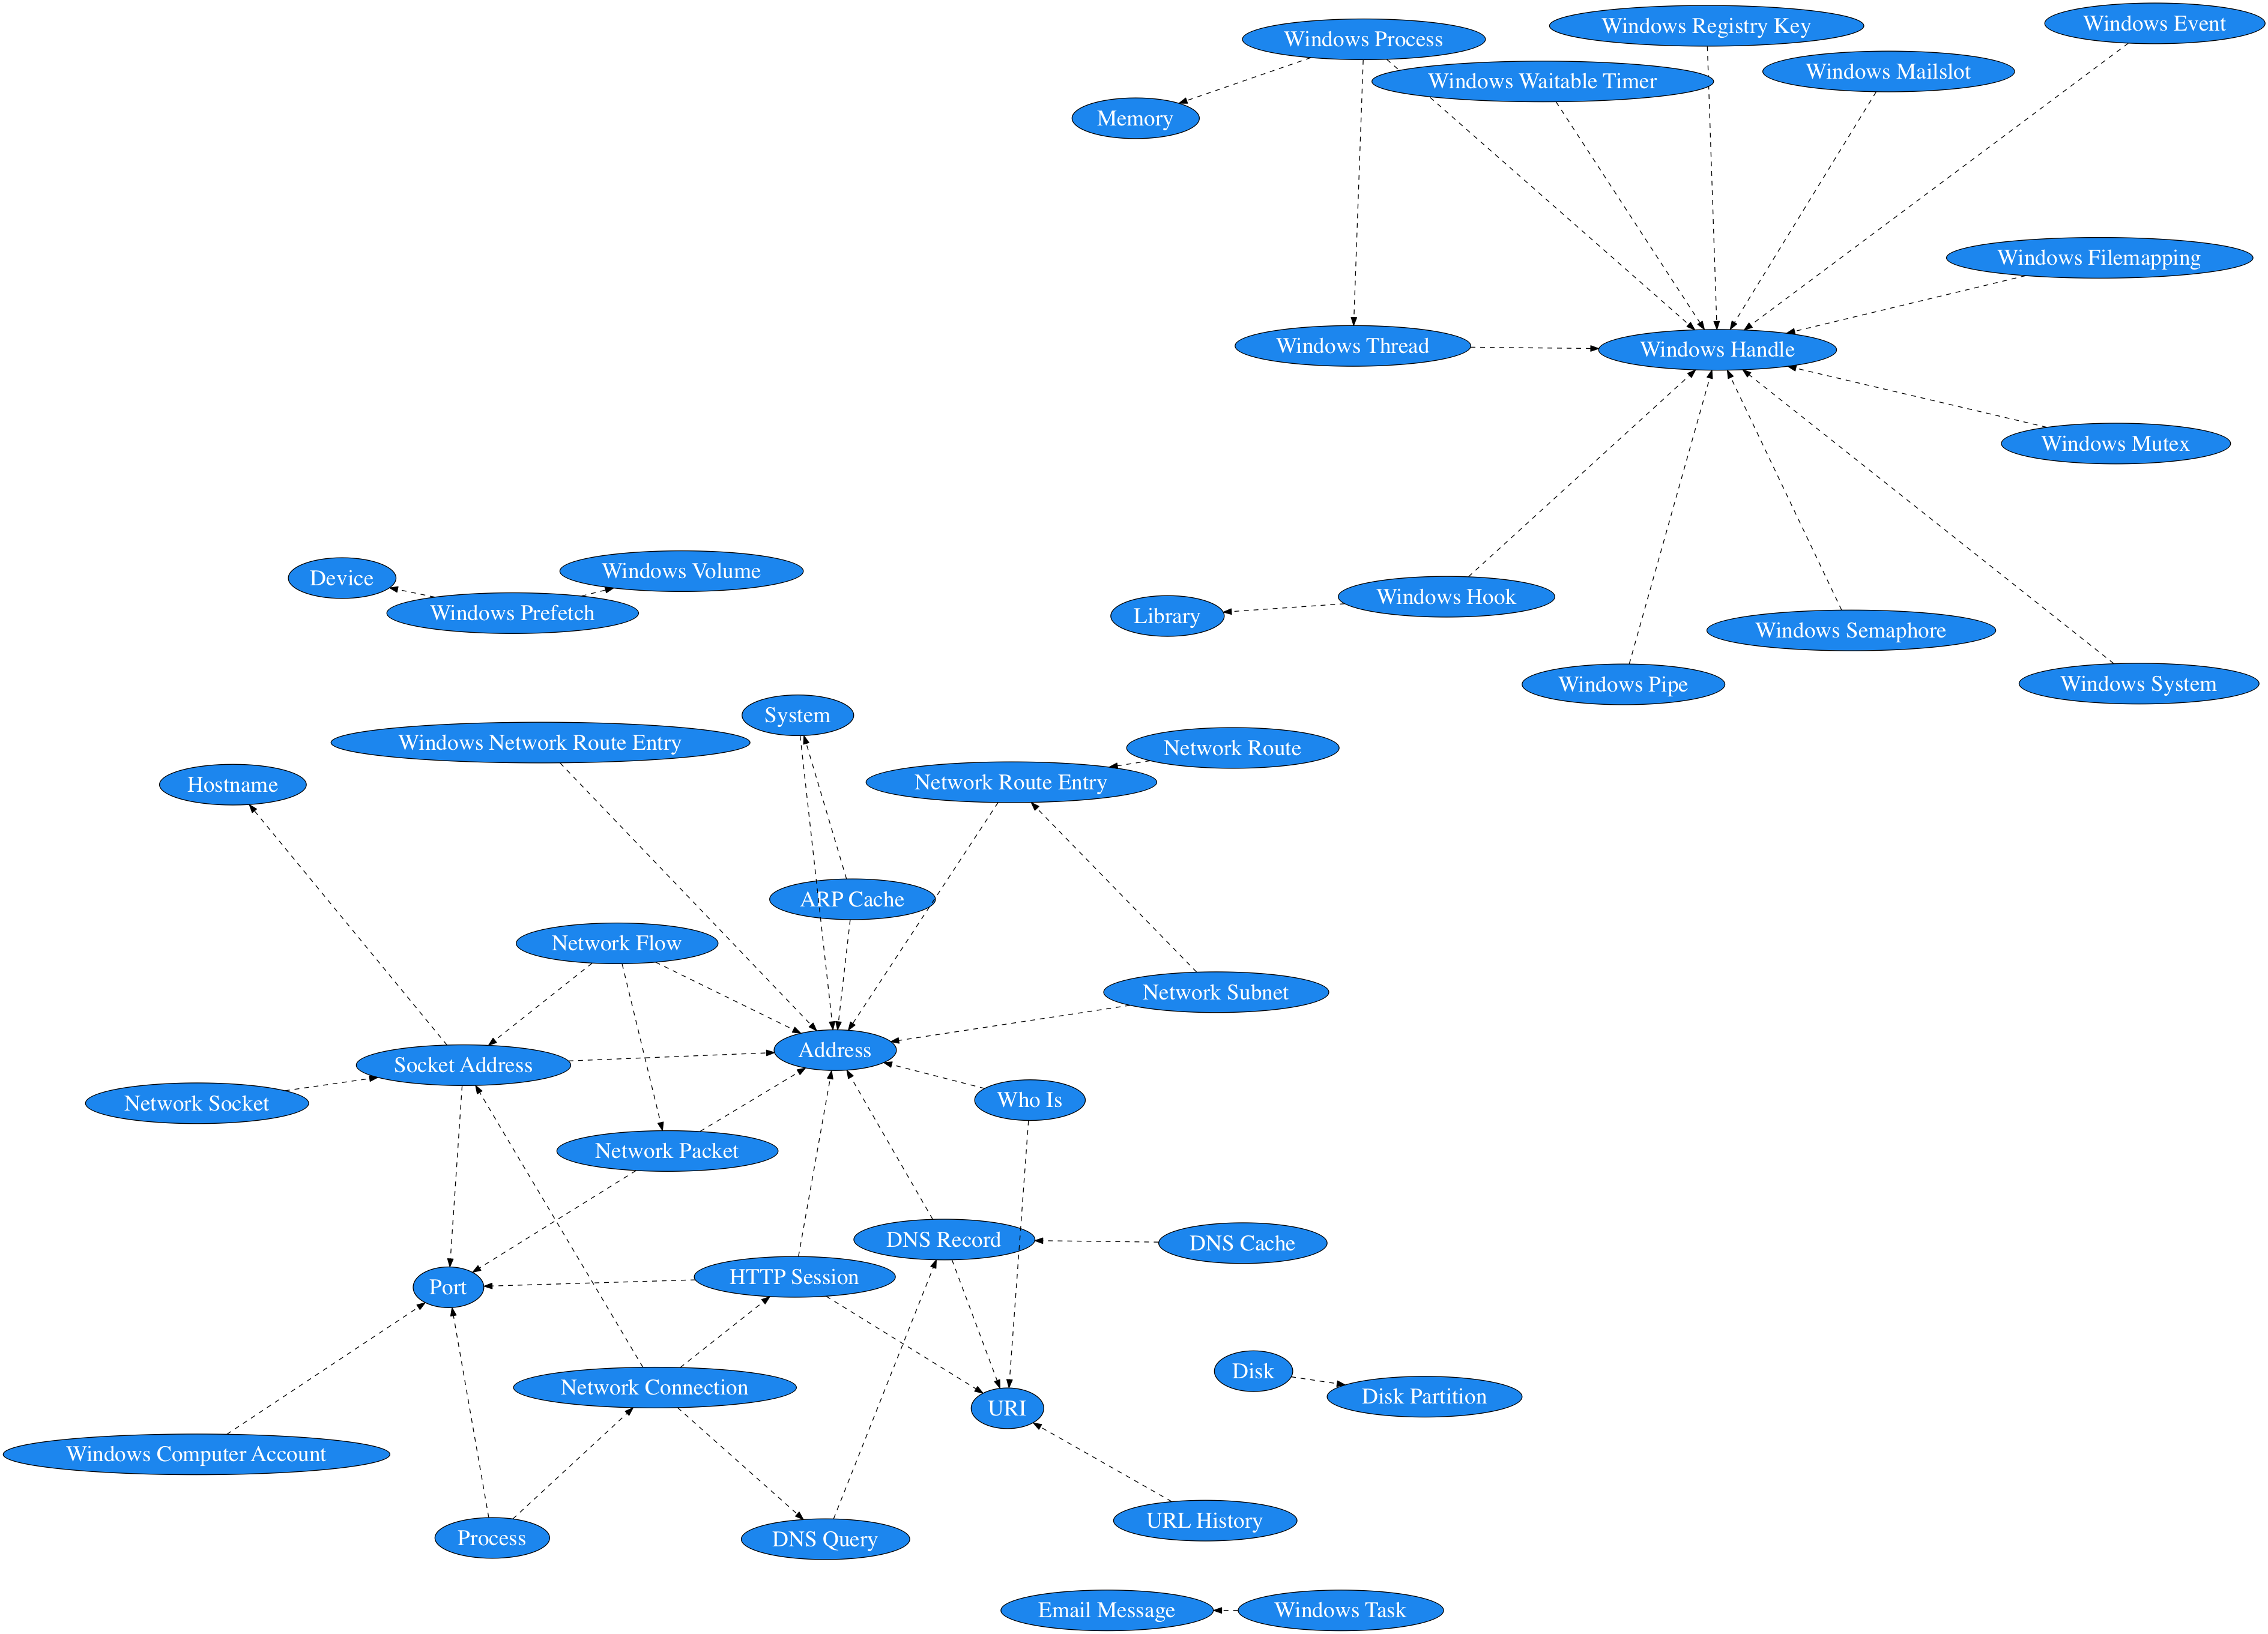 Windows Event
Windows Registry Key
Windows Process
Windows Mailslot
Windows Waitable Timer
Memory
Windows Filemapping
Windows Thread
Windows Handle
Windows Mutex
Windows Volume
Device
Windows Prefetch
Windows Hook
Library
Windows Semaphore
Windows Pipe
Windows System
System
Windows Network Route Entry
Network Route
Network Route Entry
Hostname
ARP Cache
Network Flow
Network Subnet
Address
Socket Address
Who Is
Network Socket
Network Packet
DNS Record
DNS Cache
HTTP Session
Port
Disk
Network Connection
Disk Partition
URI
Windows Computer Account
URL History
Process
DNS Query
Email Message
Windows Task